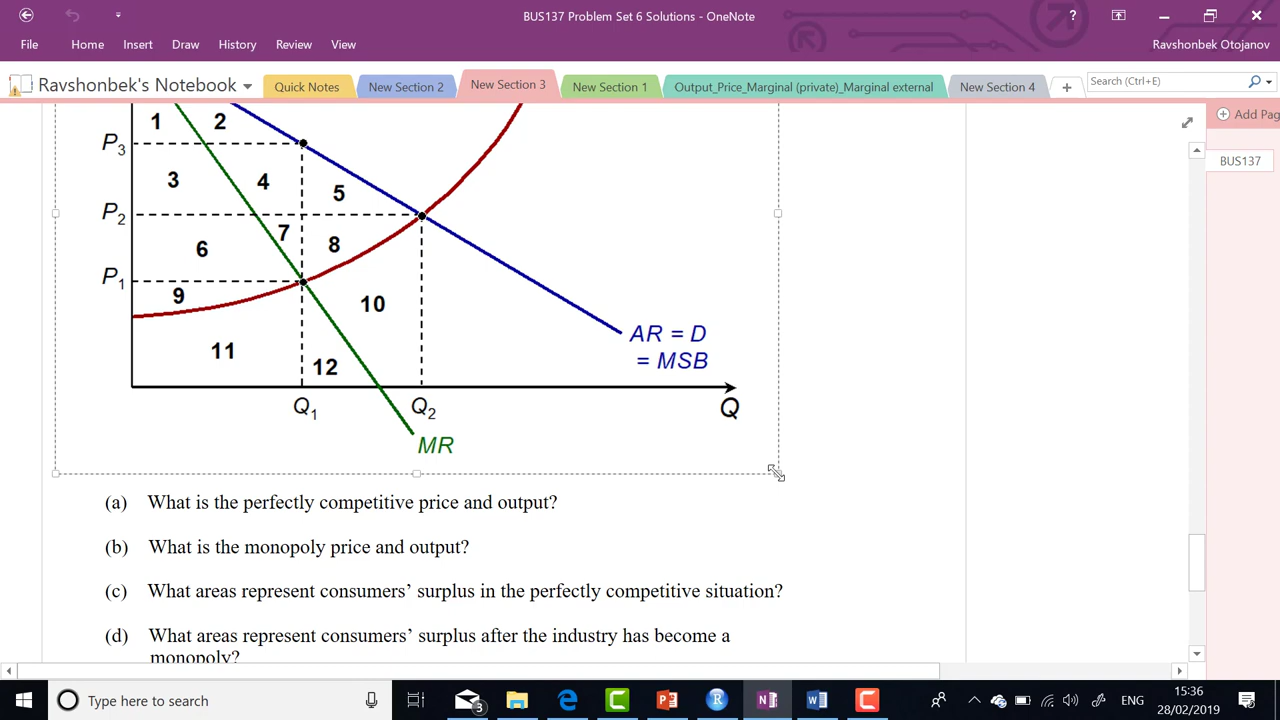 BUS137 Problem Set 6 Solutions - OneNote
?
File Home Insert Draw History Review View
Ravshonbek Otojanov
Ravshonbek's Notebook
Quick Notes
New Section 2
New Section 3
New Section 1
Output_Price_Marginal (private)_Marginal external
New Section 4
Search (Ctrl+E)
Add Pag
BUS137
1 2
P3
3 4 5
P2
6 7 8
P1
9 10
11 12
AR = D
= MSB
Q1 Q2 Q
MR
(a) What is the perfectly competitive price and output?
(b) What is the monopoly price and output?
(c) What areas represent consumers’ surplus in the perfectly competitive situation?
(d) What areas represent consumers’ surplus after the industry has become a
monopoly?
Type here to search
3
ENG
15:36
28/02/2019